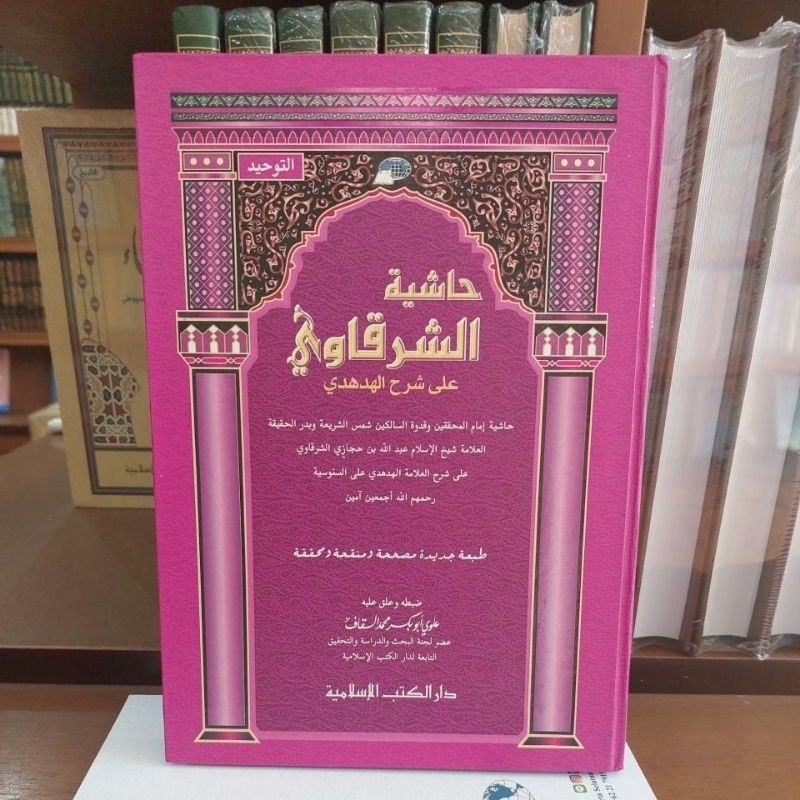 التوحيد
حاشية
الشرقاوي
على شرح الهدهدي
حاشية إمام المحققين وقدوة السالكين شمس الشريعة وبدر الحقيقة
العلامة شيخ الإسلام عبد الله بن حجازي الشرقاوي
على شرح العلامة الهدهدي على السنوسية
رحمهم الله أجمعين آمين
طبعة جديدة مصححة ومنقحة ومحققة
ضبطه وعلق عليه
علوي أبو بكر محمد السقاف
عضو لجنة البحث والدراسة والتحقيق
التابعة لدار الكتب الإسلامية
دار الكتب الإسلامية
التاريخ